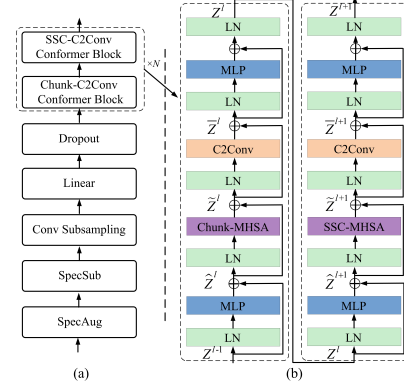 SSC-C2Conv
Conformer Block
Chunk-C2Conv
Conformer Block
×N
Dropout
Linear
Conv Subsampling
SpecSub
SpecAug
(a)
Z^l
LN
MLP
LN
Z̅^l
C2Conv
LN
Z̃^l
Chunk-MHSA
LN
Ẑ^l
MLP
LN
Z^{l-1}
Z^{l+1}
LN
MLP
LN
Z̅^{l+1}
C2Conv
LN
Z̃^{l+1}
SSC-MHSA
LN
Ẑ^{l+1}
MLP
LN
Z^l
(b)